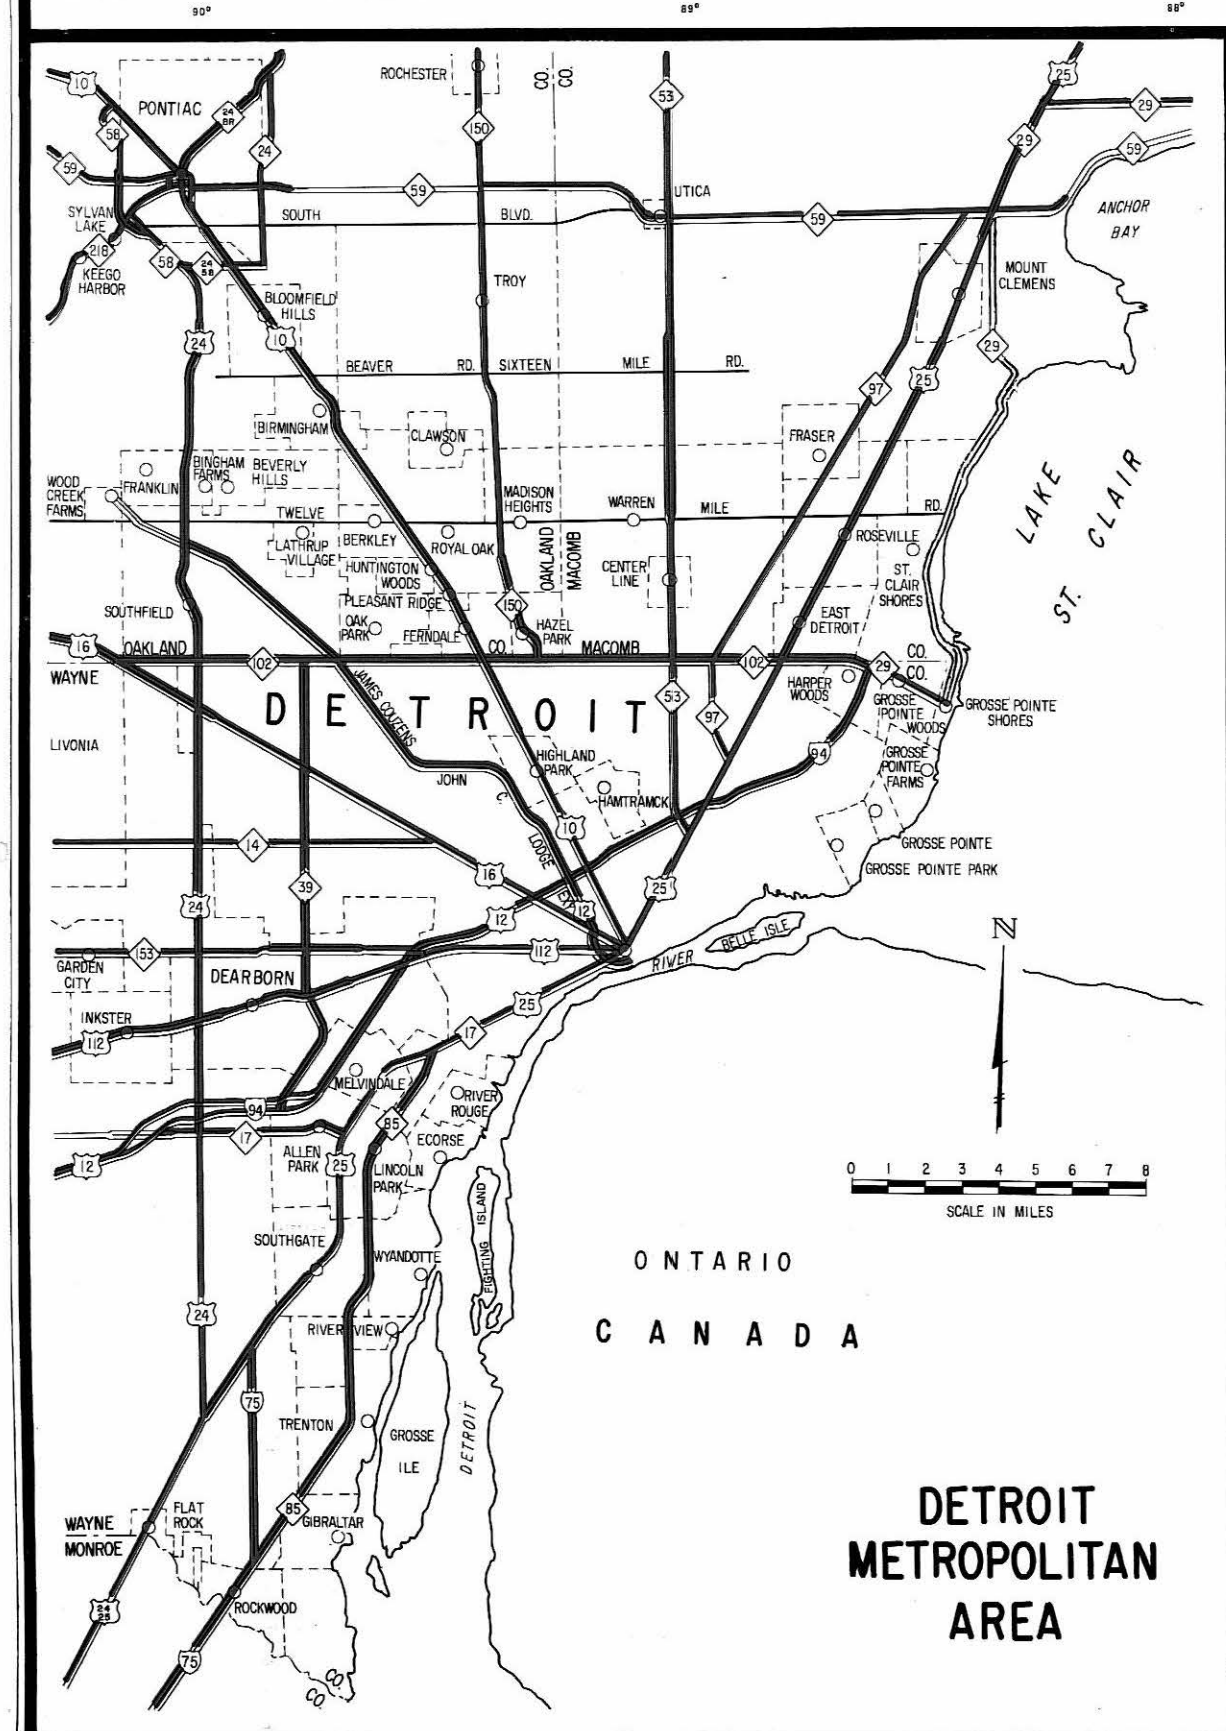 90°
89°
88°
10
PONTIAC
24
BR
58
24
59
SYLVAN
LAKE
218
KEEGO
HARBOR
58
24
58
ROCHESTER
CO.
CO.
150
53
25
29
29
59
59
UTICA
59
SOUTH
BLVD.
ANCHOR
BAY
TROY
MOUNT
CLEMENS
BLOOMFIELD
HILLS
10
24
29
BEAVER
RD.
SIXTEEN
MILE
RD.
97
25
BIRMINGHAM
CLAWSON
FRASER
BINGHAM
FARMS
BEVERLY
HILLS
FRANKLIN
WOOD
CREEK
FARMS
MADISON
HEIGHTS
WARREN
MILE
RD.
TWELVE
LAKE
ST. CLAIR
LATHRUP
VILLAGE
BERKLEY
ROYAL OAK
OAKLAND
MACOMB
ROSEVILLE
HUNTINGTON
WOODS
CENTER
LINE
ST.
CLAIR
SHORES
PLEASANT RIDGE
150
SOUTHFIELD
OAK
PARK
FERNDALE
HAZEL
PARK
EAST
DETROIT
16
OAKLAND
CO.
MACOMB
CO.
102
102
29
CO.
WAYNE
HARPER
WOODS
GROSSE
POINTE
WOODS
GROSSE POINTE
SHORES
JAMES COUZENS
DETROIT
53
97
LIVONIA
94
GROSSE
POINTE
FARMS
JOHN
C
HIGHLAND
PARK
HAMTRAMCK
10
LODGE
14
GROSSE POINTE
GROSSE POINTE PARK
16
39
25
EXP
24
12
12
BELLE ISLE
N
153
112
RIVER
GARDEN
CITY
DEARBORN
25
INKSTER
17
112
MELVINDALE
RIVER
ROUGE
94
85
17
ECORSE
ALLEN
PARK
12
25
LINCOLN
PARK
0 1 2 3 4 5 6 7 8
SCALE IN MILES
FIGHTING ISLAND
SOUTHGATE
WYANDOTTE
ONTARIO
CANADA
24
RIVERVIEW
75
TRENTON
GROSSE
ILE
DETROIT
85
GIBRALTAR
WAYNE
MONROE
FLAT
ROCK
DETROIT
METROPOLITAN
AREA
24
25
ROCKWOOD
75
CO.
CO.